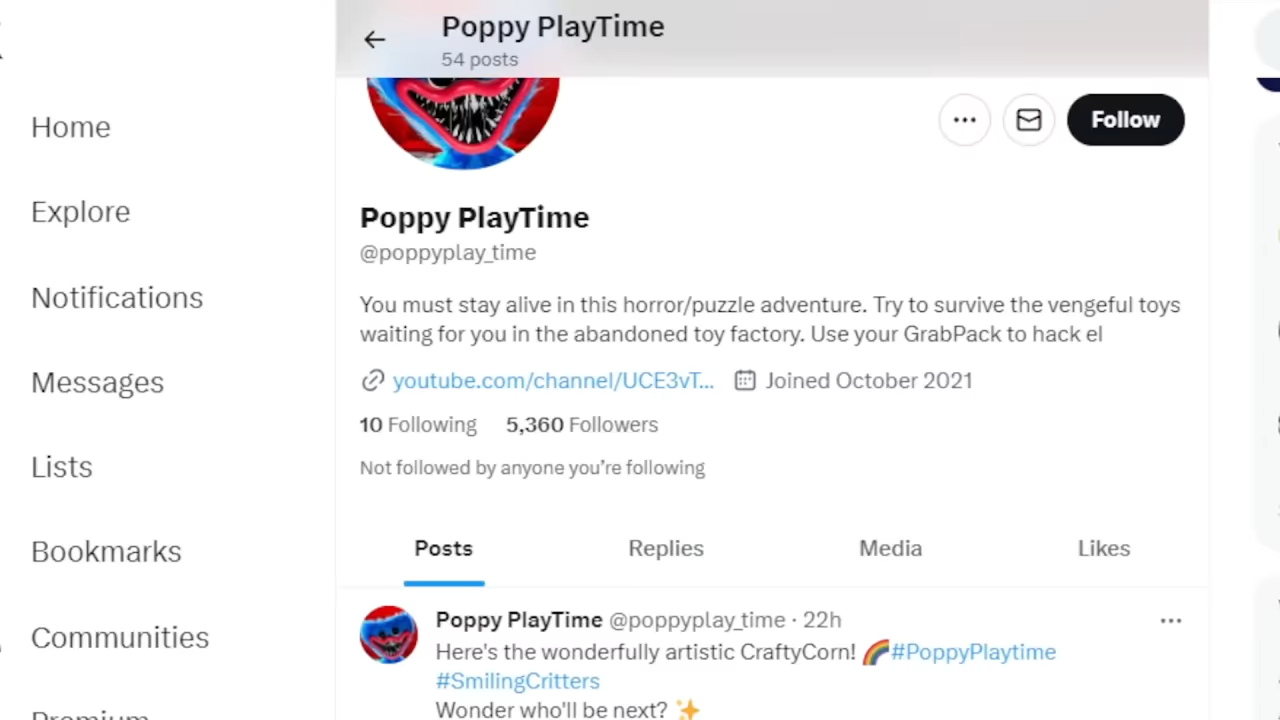 Poppy PlayTime
54 posts
Home
Explore
Notifications
Messages
Lists
Bookmarks
Communities
Premium
Follow
Poppy PlayTime
@poppyplay_time
You must stay alive in this horror/puzzle adventure. Try to survive the vengeful toys
waiting for you in the abandoned toy factory. Use your GrabPack to hack el
youtube.com/channel/UCE3vT... Joined October 2021
10 Following 5,360 Followers
Not followed by anyone you're following
Posts Replies Media Likes
Poppy PlayTime @poppyplay_time · 22h
Here's the wonderfully artistic CraftyCorn! 🌈#PoppyPlaytime
#SmilingCritters
Wonder who'll be next? ✨